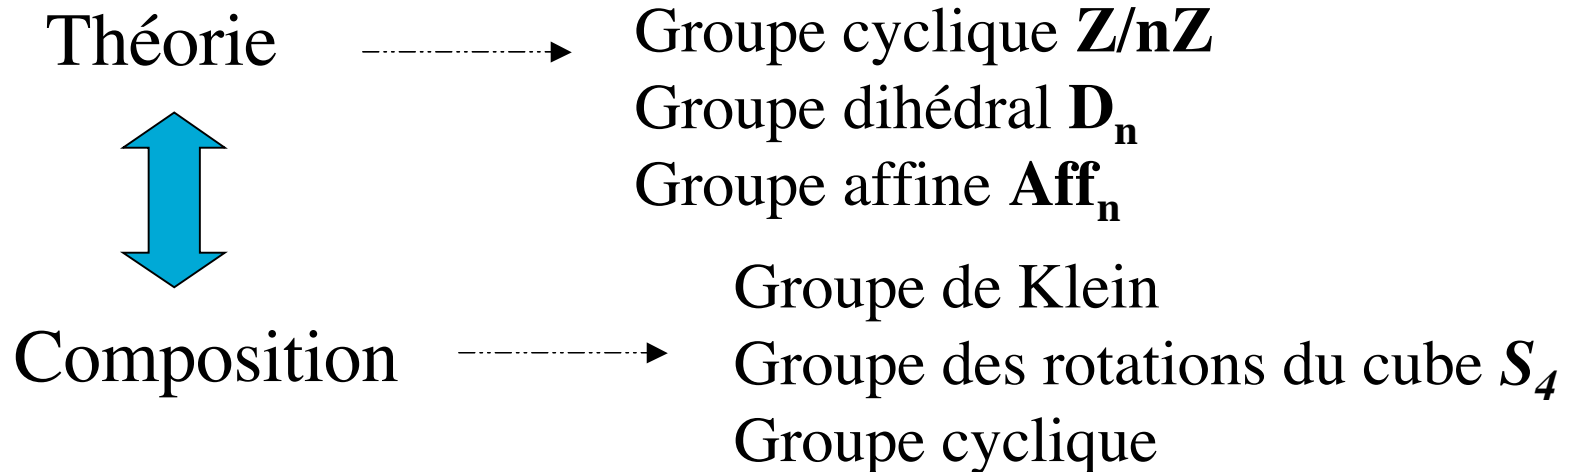 Théorie
Groupe cyclique Z/nZ
Groupe dihédral Dn
Groupe affine Affn
Composition
Groupe de Klein
Groupe des rotations du cube S4
Groupe cyclique